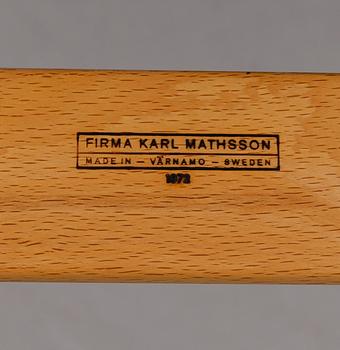 FIRMA KARL MATHSSON
MADE IN – VÄRNAMO – SWEDEN
1972